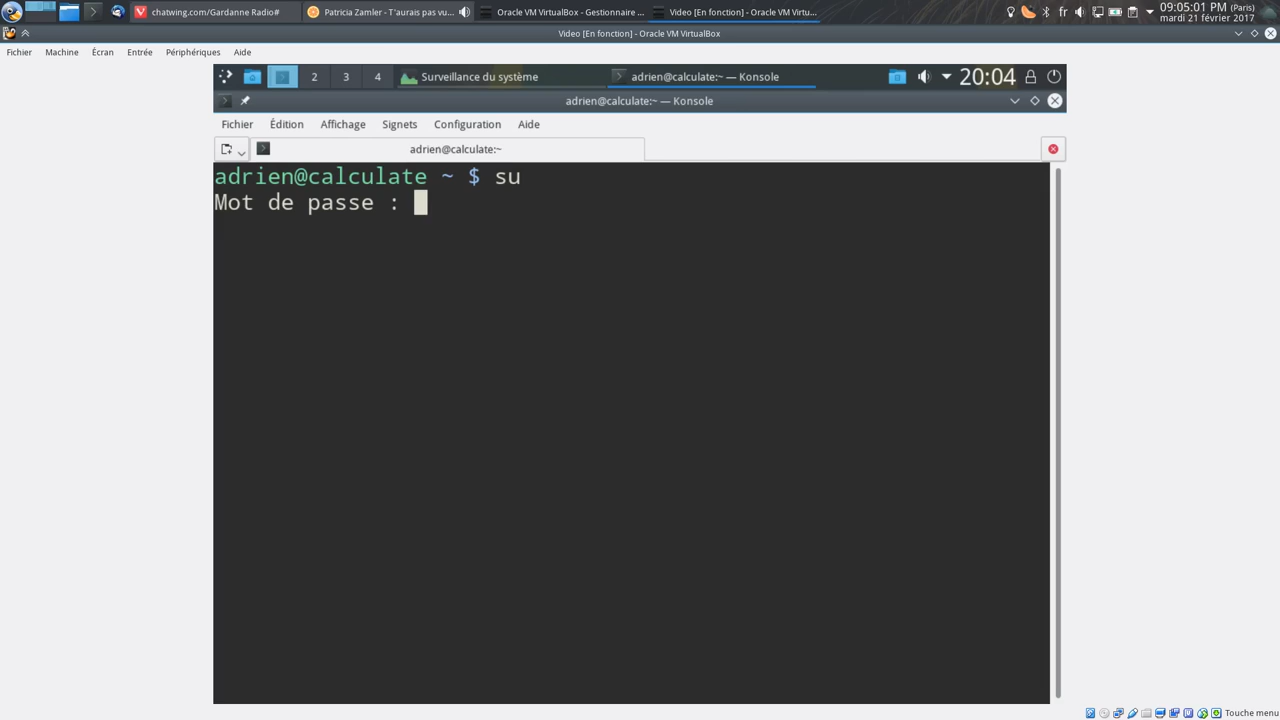 chatwing.com/Gardanne Radio#
Patricia Zamler - T'aurais pas vu...
Oracle VM VirtualBox - Gestionnaire ...
Video [En fonction] - Oracle VM Virtu...
fr
09:05:01 PM (Paris)
mardi 21 février 2017
Video [En fonction] - Oracle VM VirtualBox
Fichier Machine Écran Entrée Périphériques Aide
2 3 4 Surveillance du système adrien@calculate:~ — Konsole 20:04
adrien@calculate:~ — Konsole
Fichier Édition Affichage Signets Configuration Aide
adrien@calculate:~
adrien@calculate ~ $ su
Mot de passe :
Touche menu